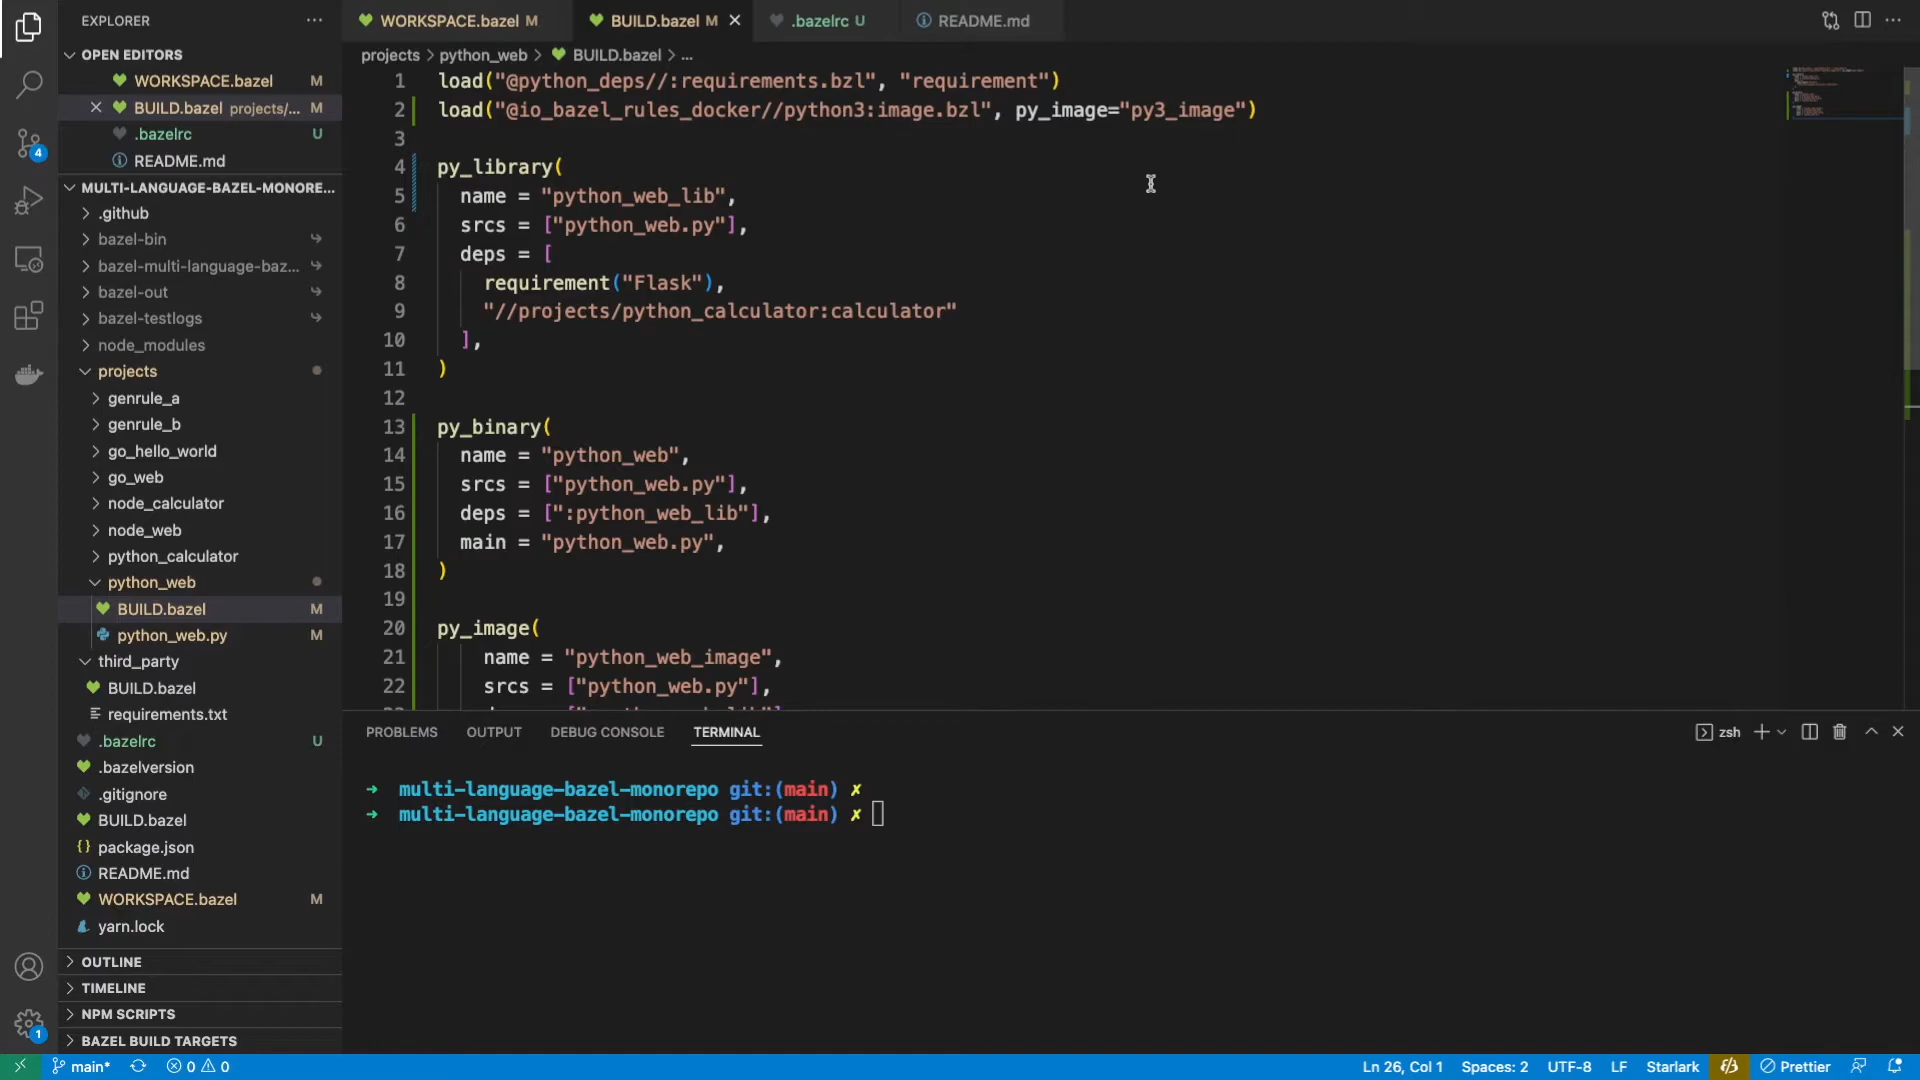 EXPLORER
OPEN EDITORS
WORKSPACE.bazel M
BUILD.bazel projects/... M
.bazelrc U
README.md
MULTI-LANGUAGE-BAZEL-MONORE...
.github
bazel-bin
bazel-multi-language-baz...
bazel-out
bazel-testlogs
node_modules
projects
genrule_a
genrule_b
go_hello_world
go_web
node_calculator
node_web
python_calculator
python_web
BUILD.bazel M
python_web.py M
third_party
BUILD.bazel
requirements.txt
.bazelrc U
.bazelversion
.gitignore
BUILD.bazel
package.json
README.md
WORKSPACE.bazel M
yarn.lock
OUTLINE
TIMELINE
NPM SCRIPTS
BAZEL BUILD TARGETS
4
1
WORKSPACE.bazel M
BUILD.bazel M
.bazelrc U
README.md
projects > python_web > BUILD.bazel > ...
1 load("@python_deps//:requirements.bzl", "requirement")
2 load("@io_bazel_rules_docker//python3:image.bzl", py_image="py3_image")
3
4 py_library(
5 name = "python_web_lib",
6 srcs = ["python_web.py"],
7 deps = [
8 requirement("Flask"),
9 "//projects/python_calculator:calculator"
10 ],
11 )
12
13 py_binary(
14 name = "python_web",
15 srcs = ["python_web.py"],
16 deps = [":python_web_lib"],
17 main = "python_web.py",
18 )
19
20 py_image(
21 name = "python_web_image",
22 srcs = ["python_web.py"],
PROBLEMS OUTPUT DEBUG CONSOLE TERMINAL
zsh
→ multi-language-bazel-monorepo git:(main) ✗
→ multi-language-bazel-monorepo git:(main) ✗
main* 0 0
Ln 26, Col 1 Spaces: 2 UTF-8 LF Starlark Prettier